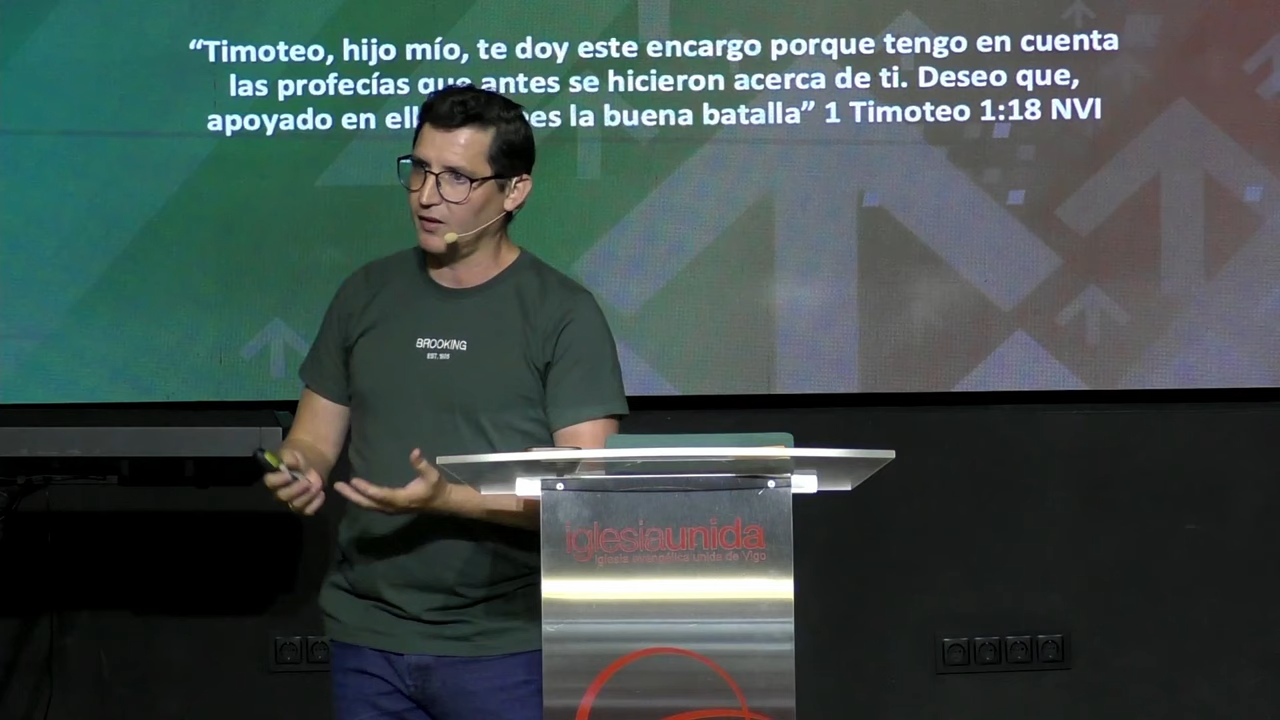 “Timoteo, hijo mío, te doy este encargo porque tengo en cuenta
las profecías que antes se hicieron acerca de ti. Deseo que,
apoyado en la buena batalla” 1 Timoteo 1:18 NVI
BROOKING
EST.
iglesiaunida
iglesia evangélica unida de Vigo